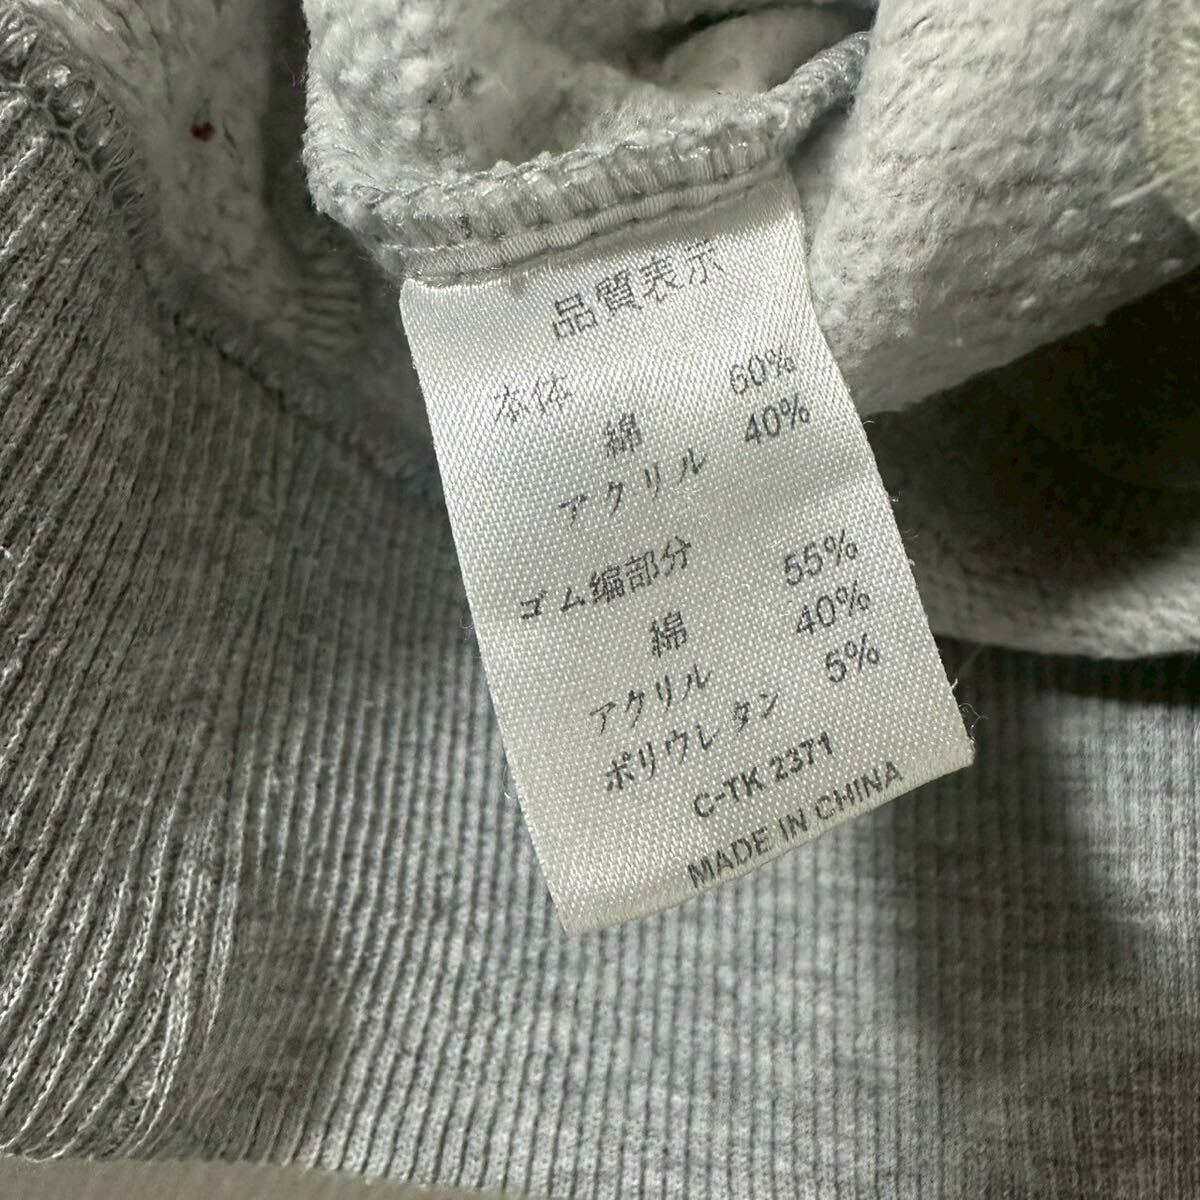 品質表示
本体
綿 60%
アクリル 40%
ゴム编部分
綿 55%
アクリル 40%
ポリウレタン 5%
C-TK 2371
MADE IN CHINA